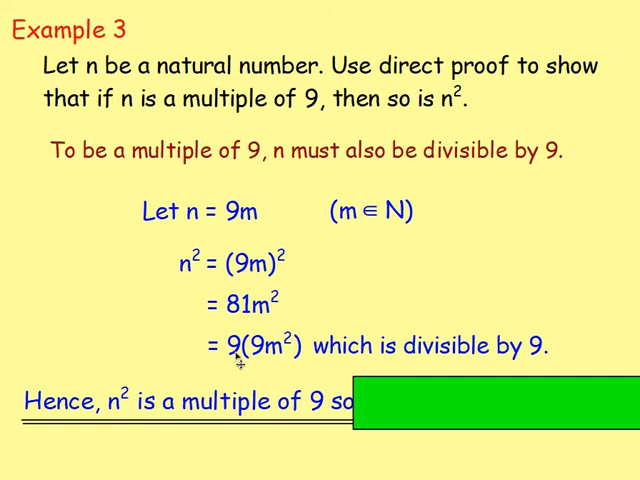 Example 3
Let n be a natural number. Use direct proof to show
that if n is a multiple of 9, then so is n².
To be a multiple of 9, n must also be divisible by 9.
Let n = 9m (m ∈ N)
n² = (9m)²
= 81m²
= 9(9m²) which is divisible by 9.
Hence, n² is a multiple of 9 so